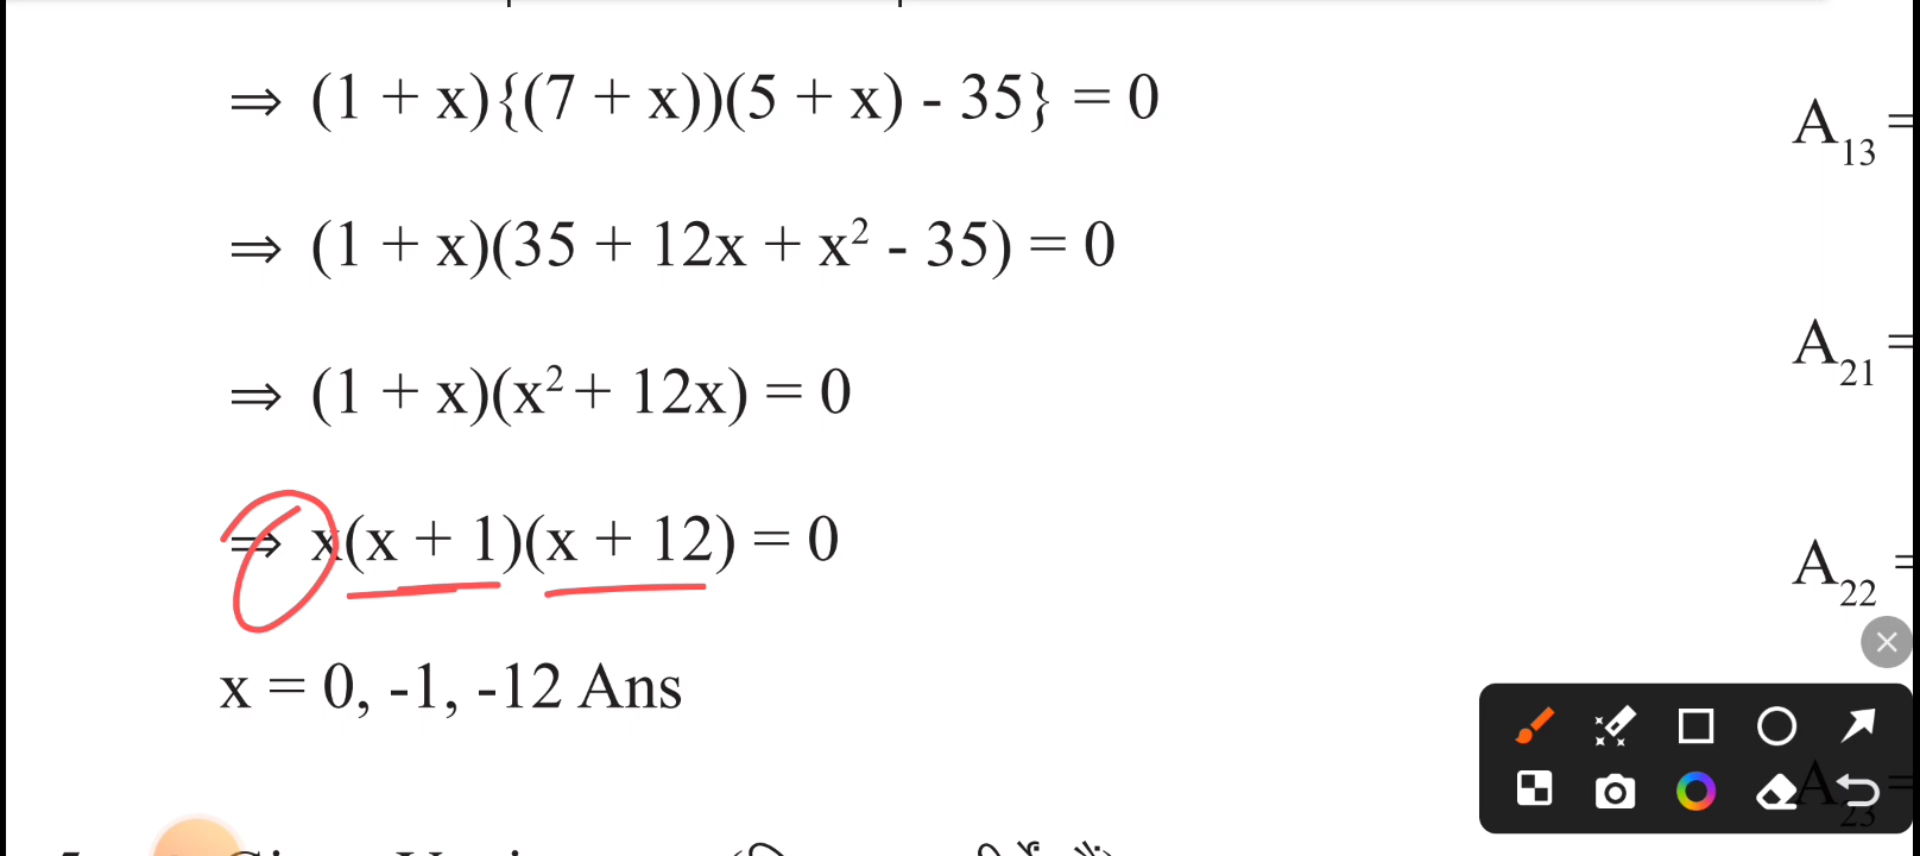 ⇒ (1 + x){(7 + x))(5 + x) - 35} = 0
⇒ (1 + x)(35 + 12x + x² - 35) = 0
⇒ (1 + x)(x² + 12x) = 0
⇒ x(x + 1)(x + 12) = 0
x = 0, -1, -12 Ans
A₁₃ =
A₂₁ =
A₂₂ =
A₂₃ =